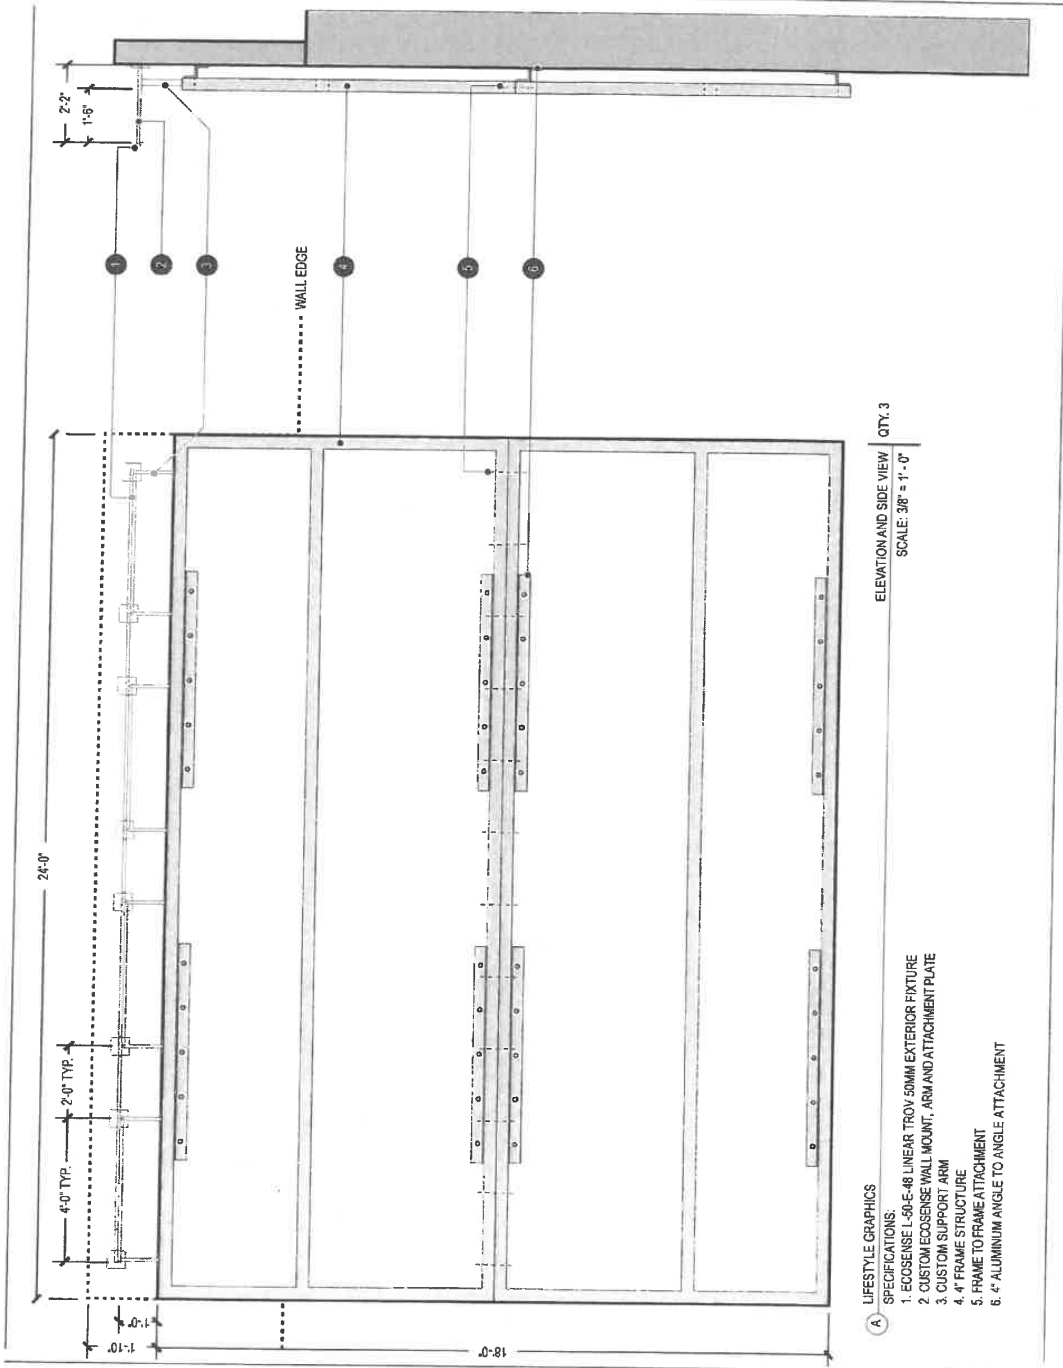 24'-0"
4'-0" TYP.
2'-0" TYP.
1'-10"
1'-0"
18'-0"
WALL EDGE
2'-2"
1'-6"
1
2
3
4
5
6
A
LIFESTYLE GRAPHICS
ELEVATION AND SIDE VIEW
QTY. 3
SCALE: 3/8" = 1' - 0"
SPECIFICATIONS:
1. ECOSENSE L-50-E-48 LINEAR TROV 50MM EXTERIOR FIXTURE
2. CUSTOM ECOSENSE WALL MOUNT, ARM AND ATTACHMENT PLATE
3. CUSTOM SUPPORT ARM
4. 4" FRAME STRUCTURE
5. FRAME TO FRAME ATTACHMENT
6. 4" ALUMINUM ANGLE TO ANGLE ATTACHMENT